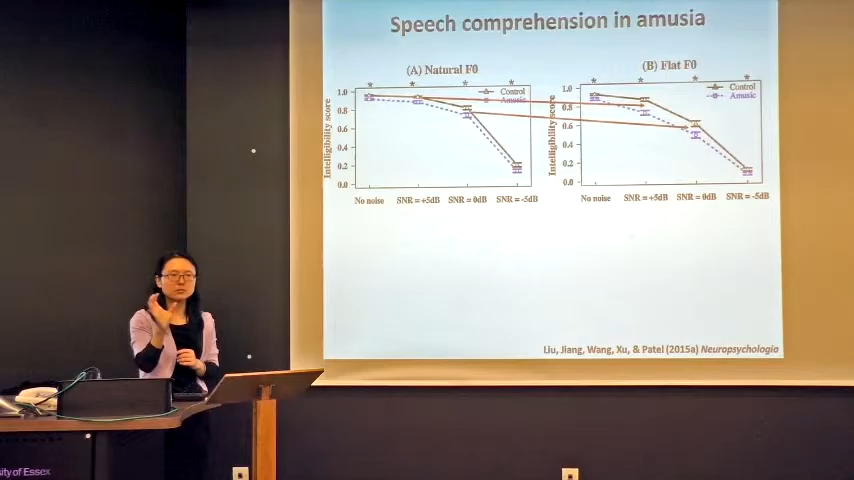 Speech comprehension in amusia
(A) Natural F0
(B) Flat F0
* * * *
* * * *
Control
Amusic
Control
Amusic
Intelligibility score
1.0
0.8
0.6
0.4
0.2
0.0
No noise SNR = +5dB SNR = 0dB SNR = -5dB
Intelligibility score
1.0
0.8
0.6
0.4
0.2
0.0
No noise SNR = +5dB SNR = 0dB SNR = -5dB
Liu, Jiang, Wang, Xu, & Patel (2015a) Neuropsychologia
sity of Essex